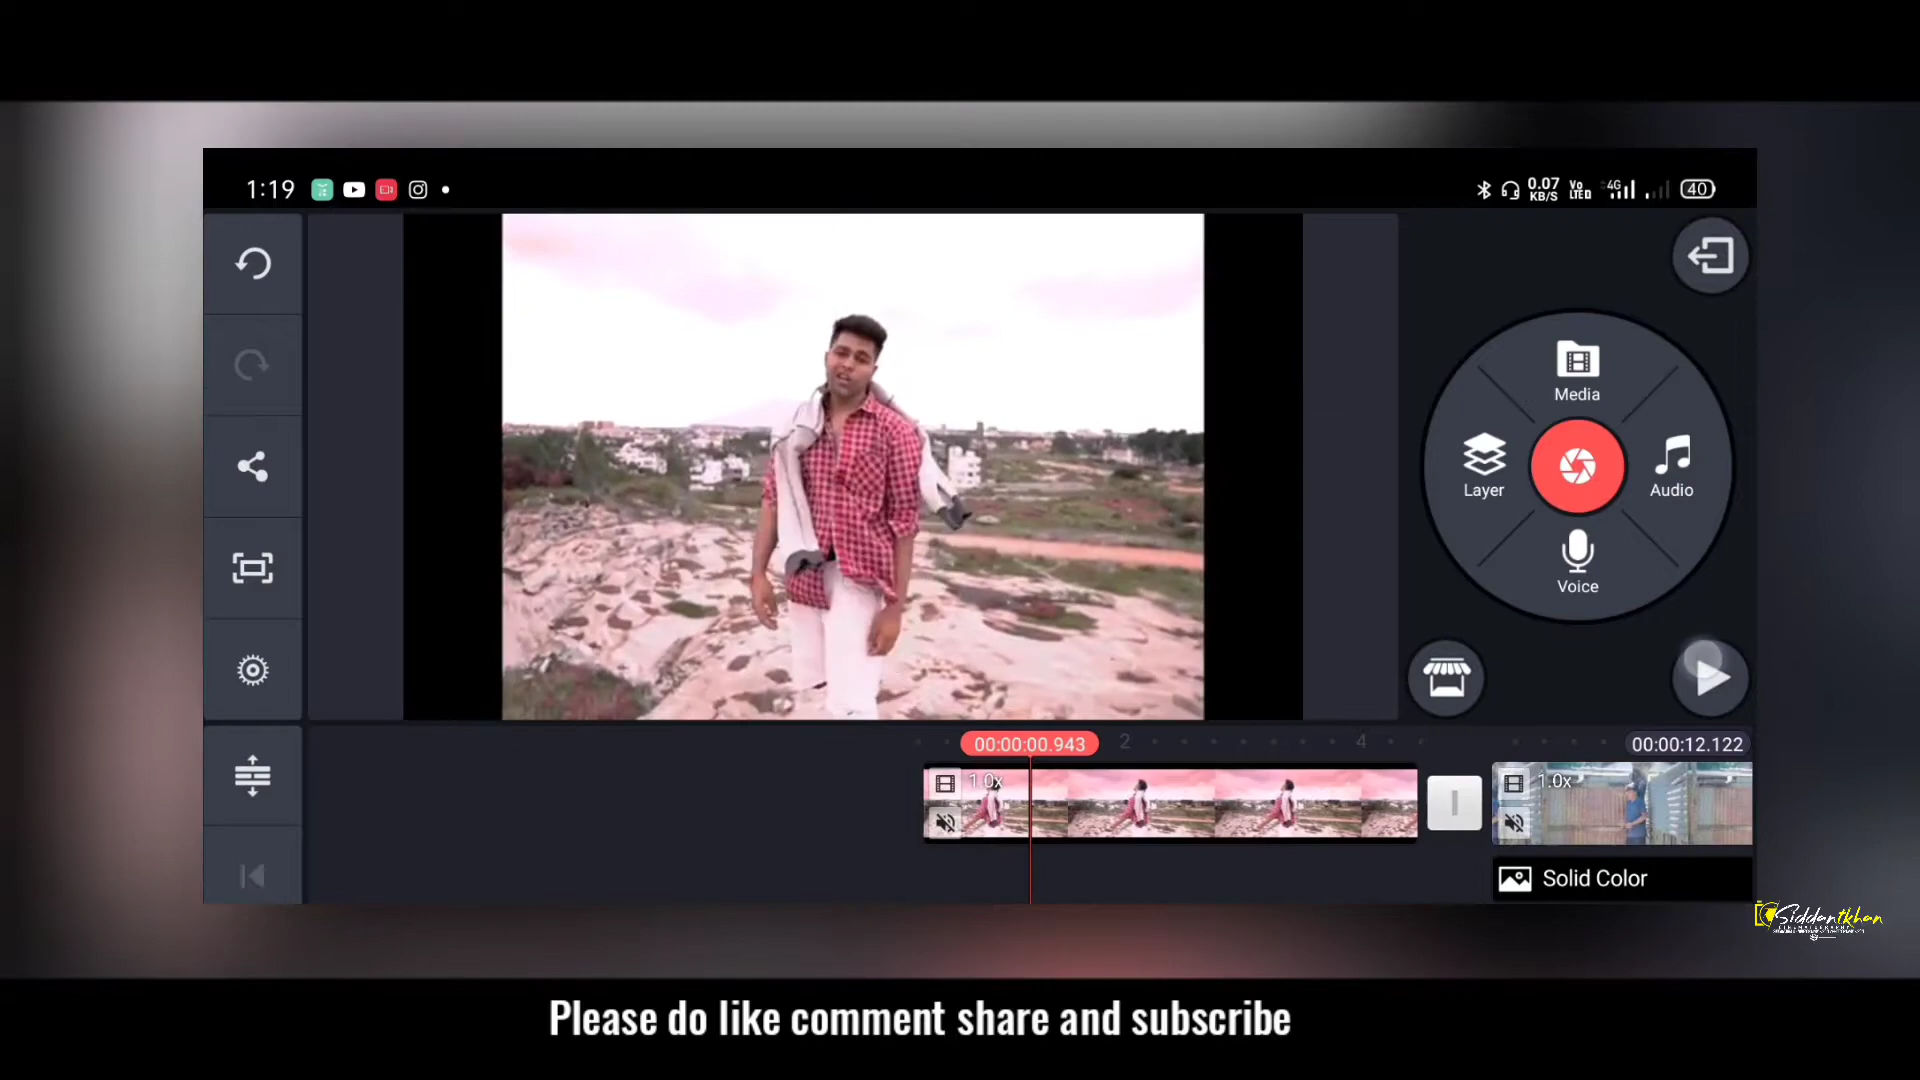 1:19
0.07
KB/S
Vo
LTE
4G
40
Media
Layer
Audio
Voice
00:00:00.943
2
4
00:00:12.122
1.0x
1.0x
Solid Color
Siddantkhan
Please do like comment share and subscribe